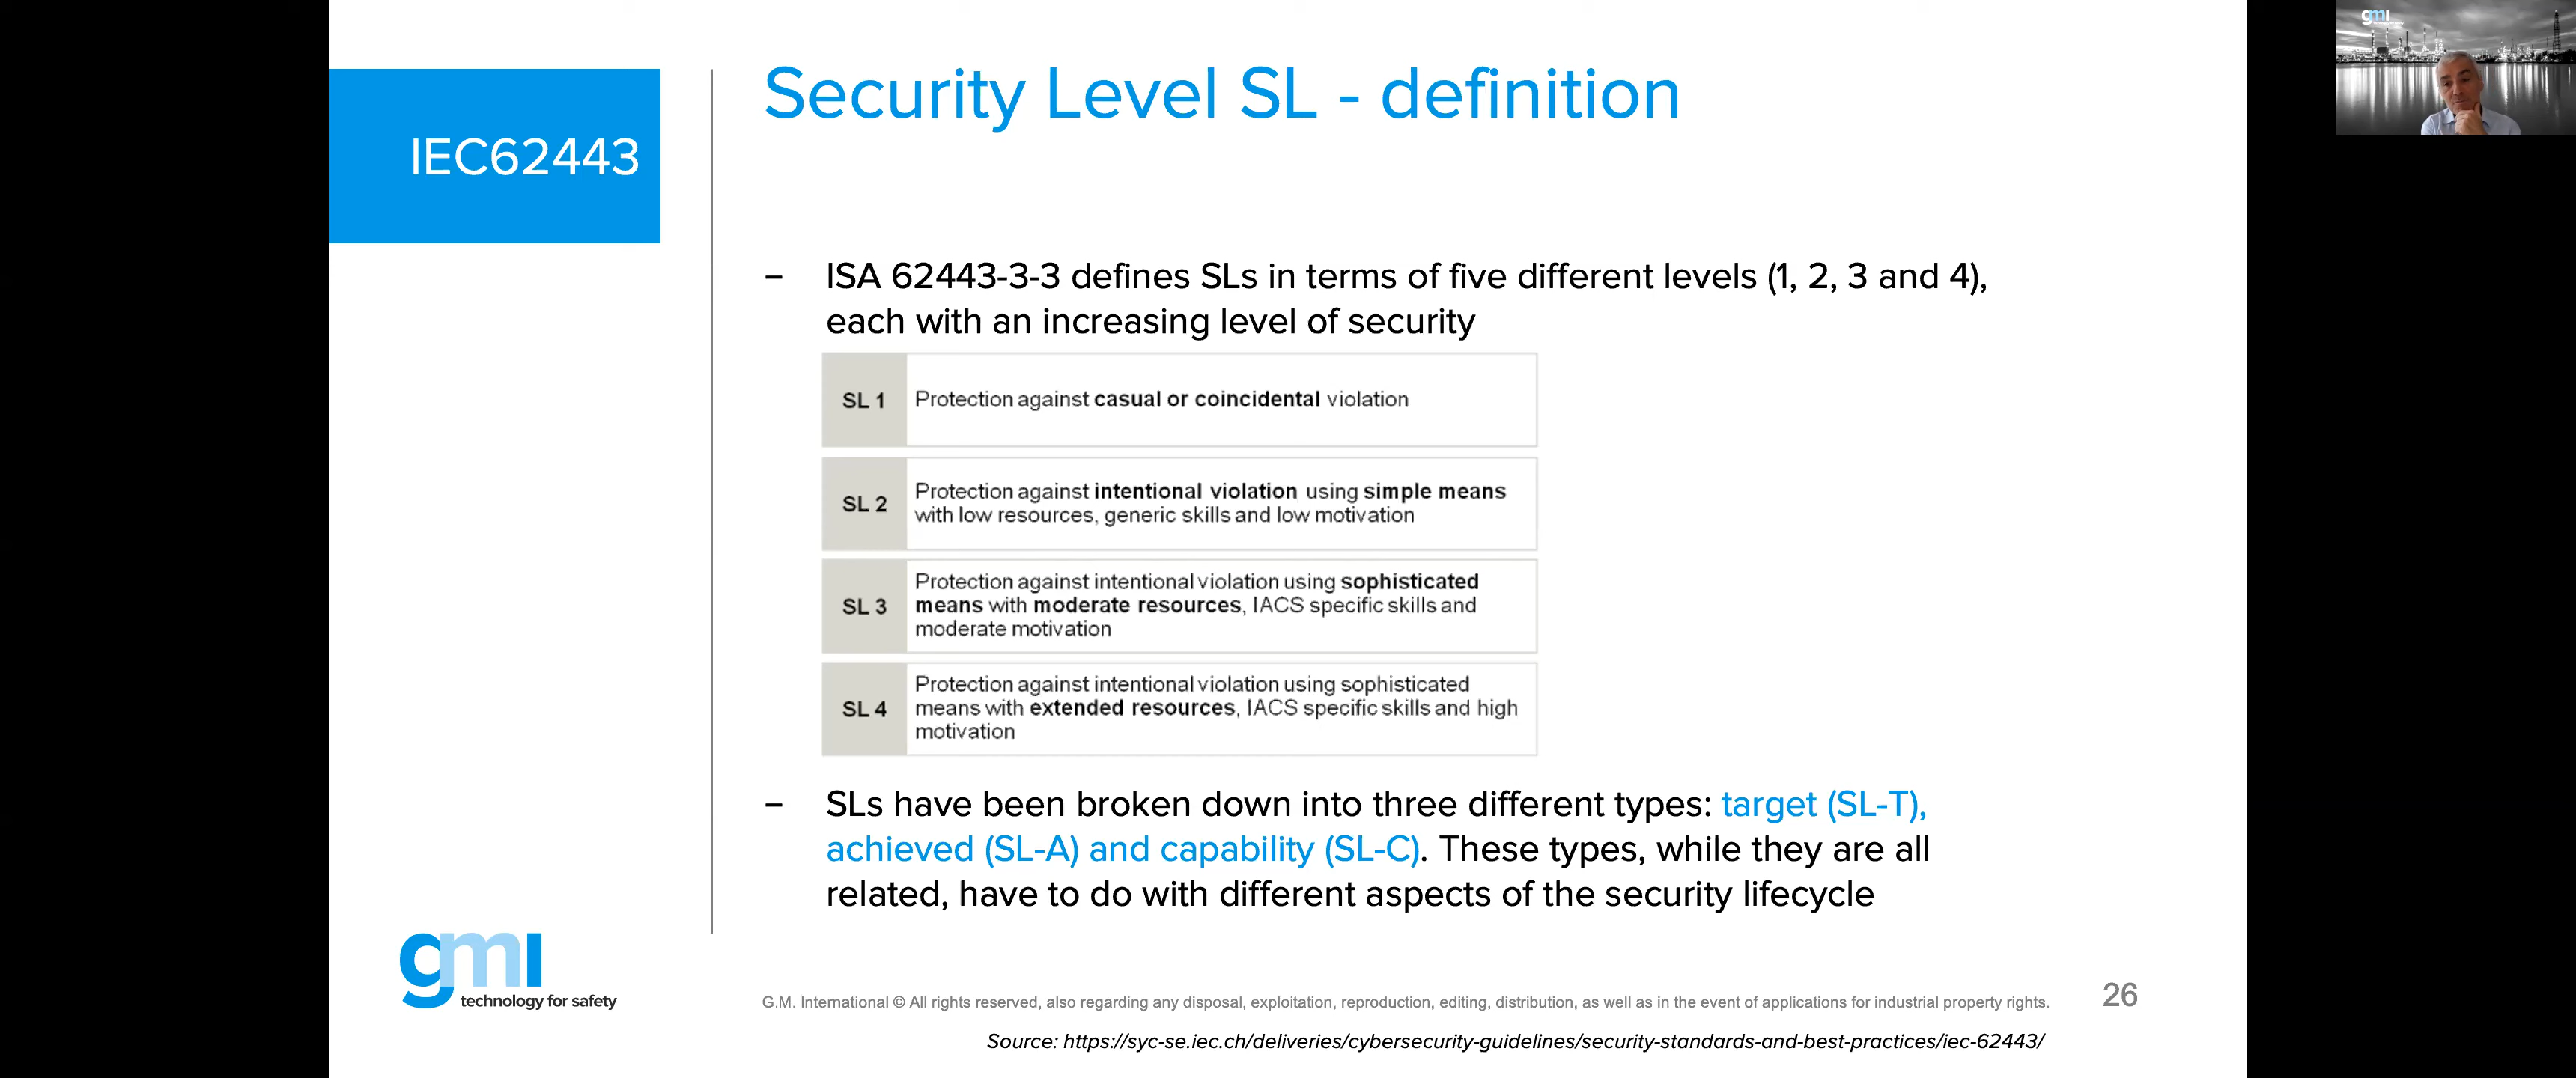 gmi
IEC62443
Security Level SL - definition
– ISA 62443-3-3 defines SLs in terms of five different levels (1, 2, 3 and 4),
each with an increasing level of security
SL 1 Protection against casual or coincidental violation
SL 2 Protection against intentional violation using simple means
with low resources, generic skills and low motivation
SL 3 Protection against intentional violation using sophisticated
means with moderate resources, IACS specific skills and
moderate motivation
SL 4 Protection against intentional violation using sophisticated
means with extended resources, IACS specific skills and high
motivation
– SLs have been broken down into three different types: target (SL-T),
achieved (SL-A) and capability (SL-C). These types, while they are all
related, have to do with different aspects of the security lifecycle
gmi
technology for safety
G.M. International © All rights reserved, also regarding any disposal, exploitation, reproduction, editing, distribution, as well as in the event of applications for industrial property rights.
26
Source: https://syc-se.iec.ch/deliveries/cybersecurity-guidelines/security-standards-and-best-practices/iec-62443/